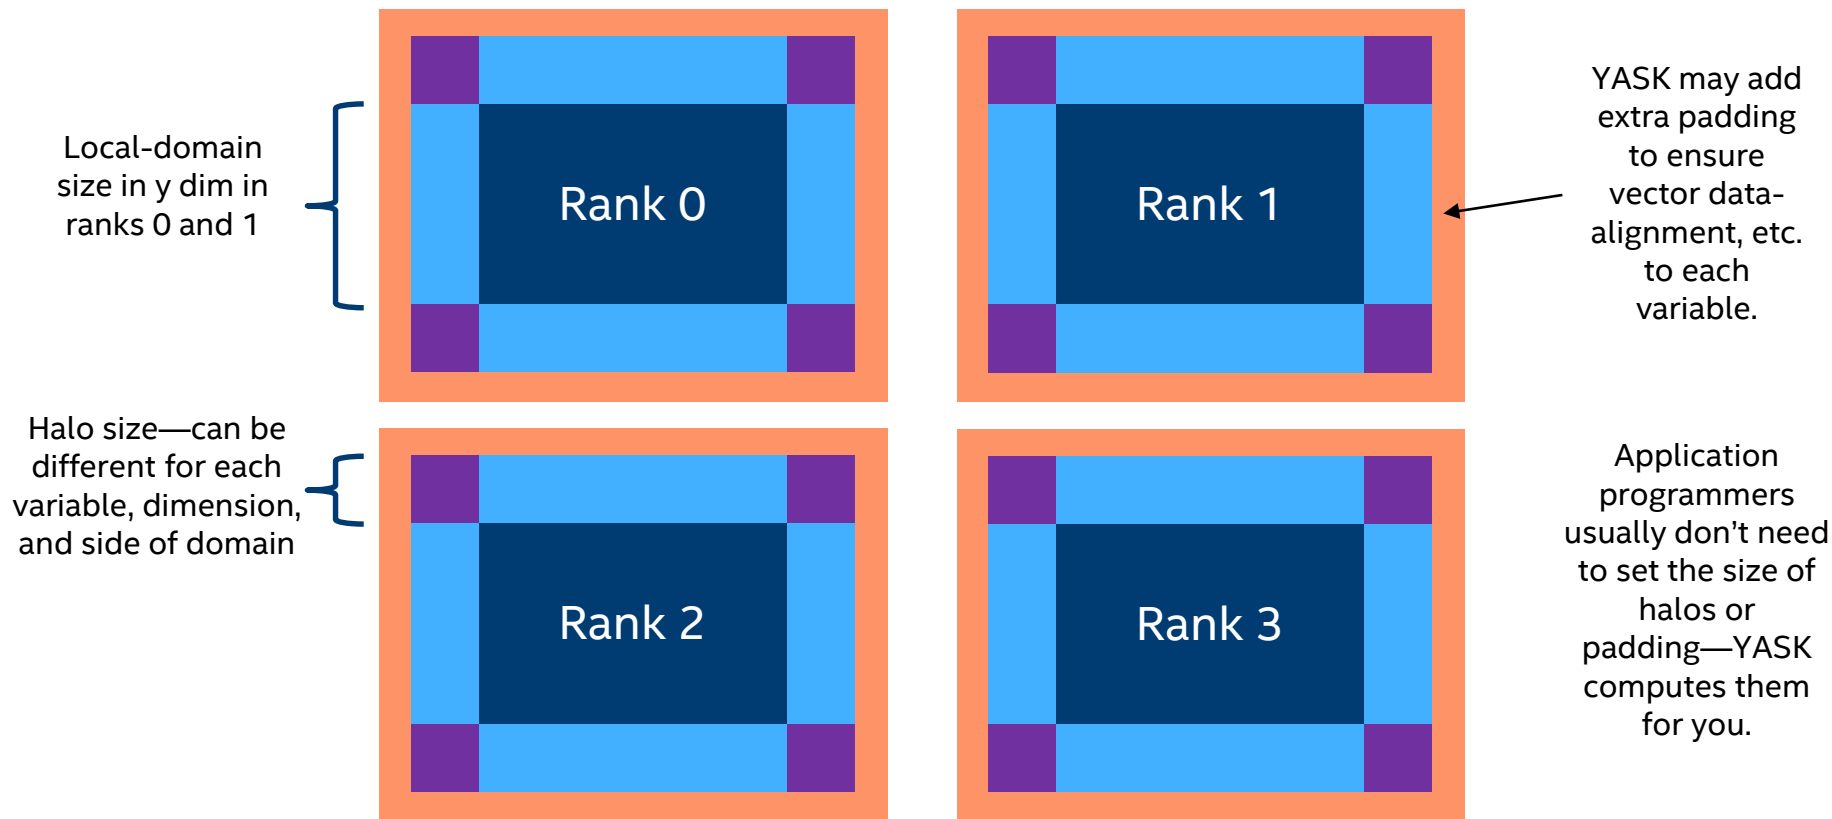 Local-domain
size in y dim in
ranks 0 and 1
Rank 0
Rank 1
YASK may add
extra padding
to ensure
vector data-
alignment, etc.
to each
variable.
Halo size—can be
different for each
variable, dimension,
and side of domain
Rank 2
Rank 3
Application
programmers
usually don’t need
to set the size of
halos or
padding—YASK
computes them
for you.